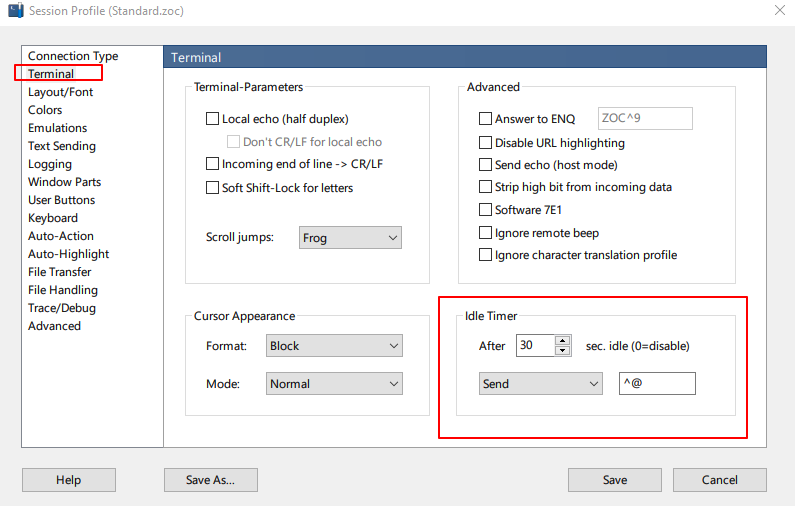 Session Profile (Standard.zoc)
Connection Type
Terminal
Layout/Font
Colors
Emulations
Text Sending
Logging
Window Parts
User Buttons
Keyboard
Auto-Action
Auto-Highlight
File Transfer
File Handling
Trace/Debug
Advanced
Terminal
Terminal-Parameters
Local echo (half duplex)
Don't CR/LF for local echo
Incoming end of line -> CR/LF
Soft Shift-Lock for letters
Scroll jumps: Frog
Advanced
Answer to ENQ ZOC^9
Disable URL highlighting
Send echo (host mode)
Strip high bit from incoming data
Software 7E1
Ignore remote beep
Ignore character translation profile
Cursor Appearance
Format: Block
Mode: Normal
Idle Timer
After 30 sec. idle (0=disable)
Send ^@
Help Save As... Save Cancel